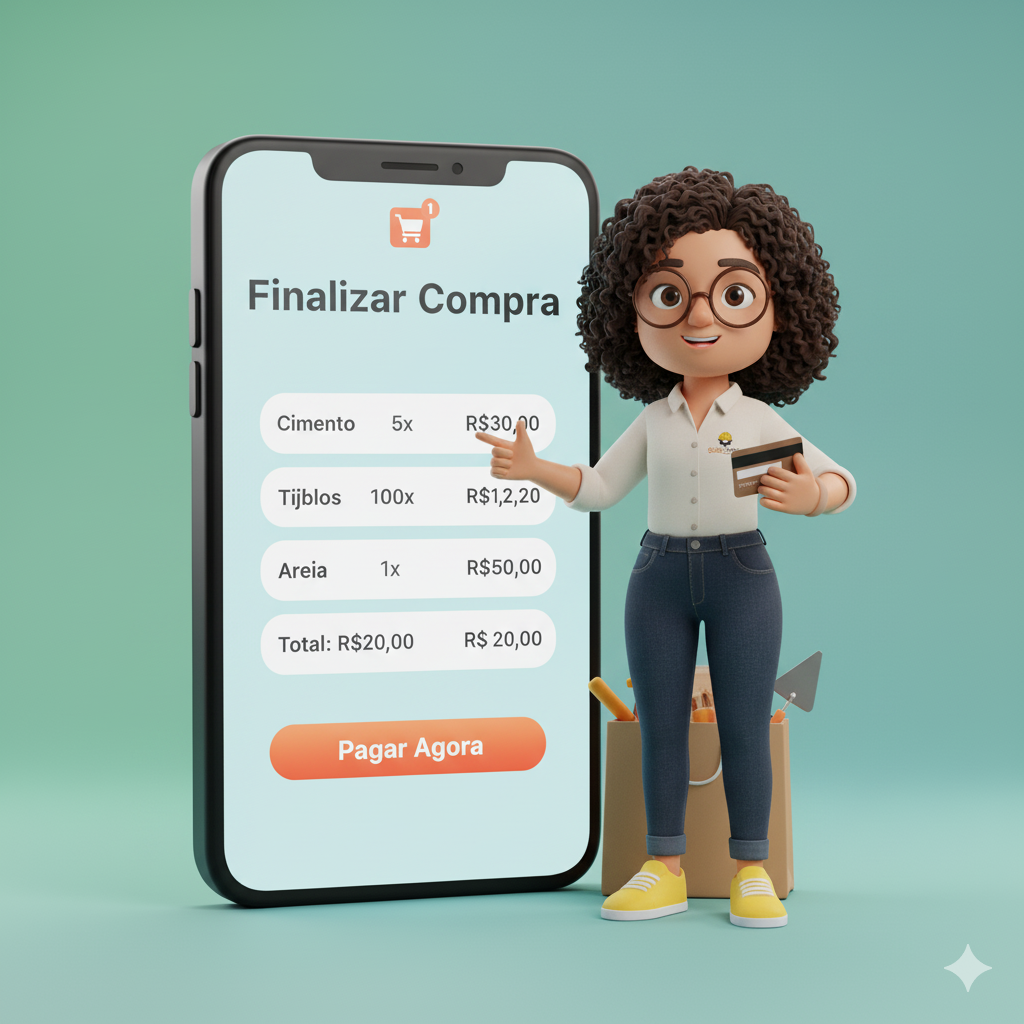 1
Finalizar Compra
Cimento 5x R$30,00
Tijblos 100x R$1,2,20
Areia 1x R$50,00
Total: R$20,00 R$ 20,00
Pagar Agora